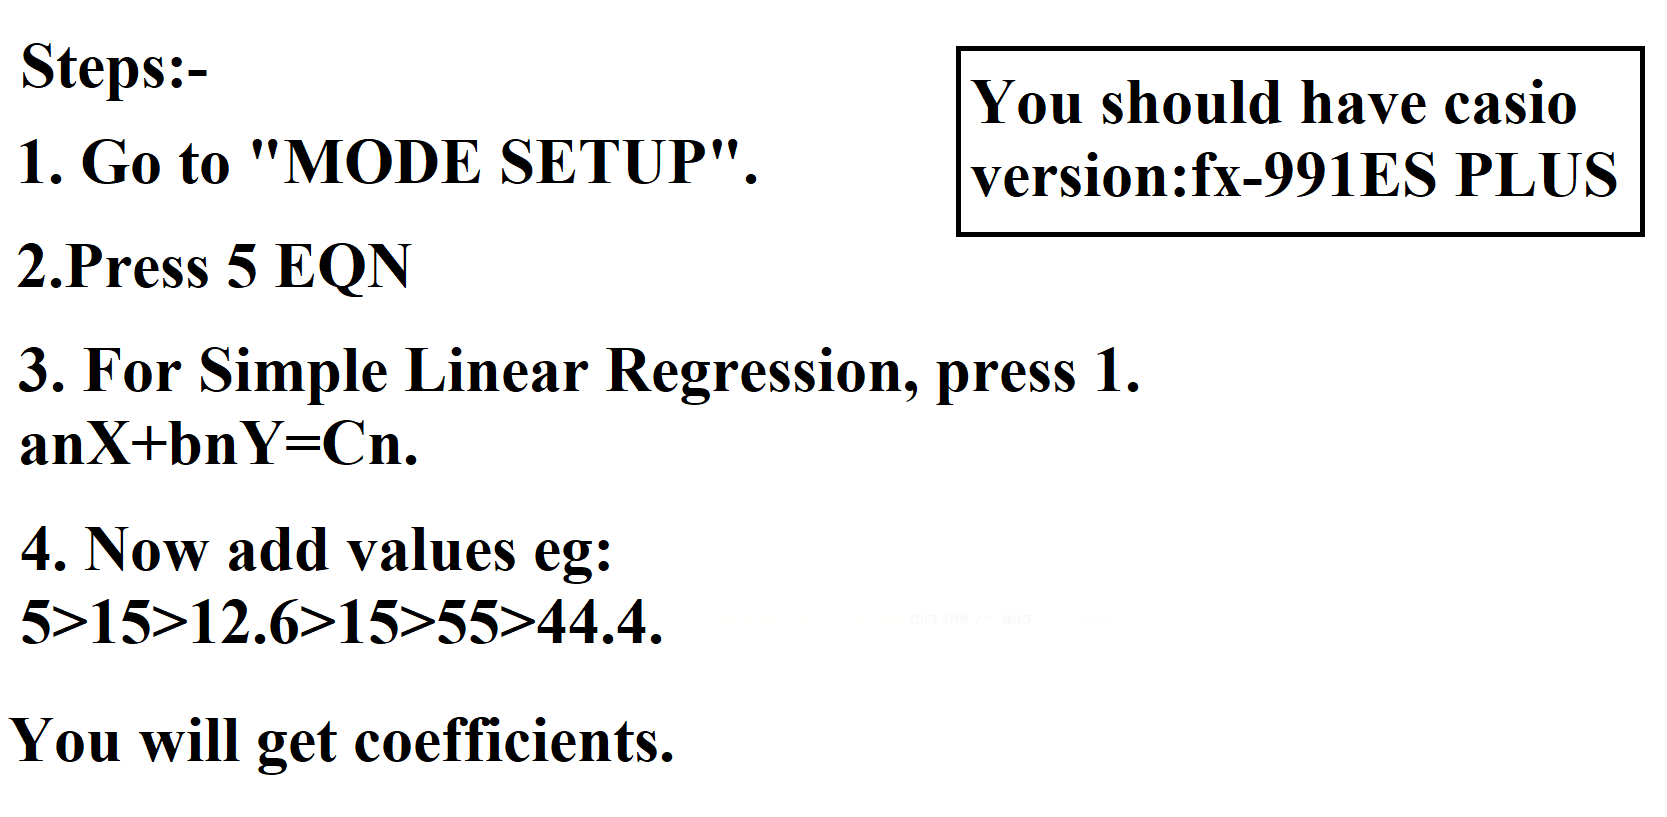 Steps:-
You should have casio
version:fx-991ES PLUS
1. Go to "MODE SETUP".
2.Press 5 EQN
3. For Simple Linear Regression, press 1.
anX+bnY=Cn.
4. Now add values eg:
5>15>12.6>15>55>44.4.
You will get coefficients.